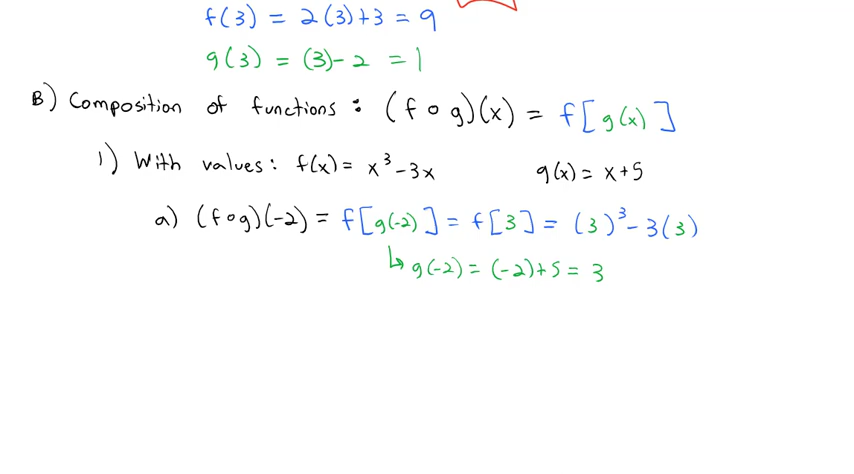 f(3) = 2(3)+3 = 9
g(3) = (3)-2 = 1
B) Composition of functions: (f∘g)(x) = f[g(x)]
1) With values: f(x) = x³-3x g(x) = x+5
a) (f∘g)(-2) = f[g(-2)] = f[3] = (3)³-3(3)
↳ g(-2) = (-2)+5 = 3